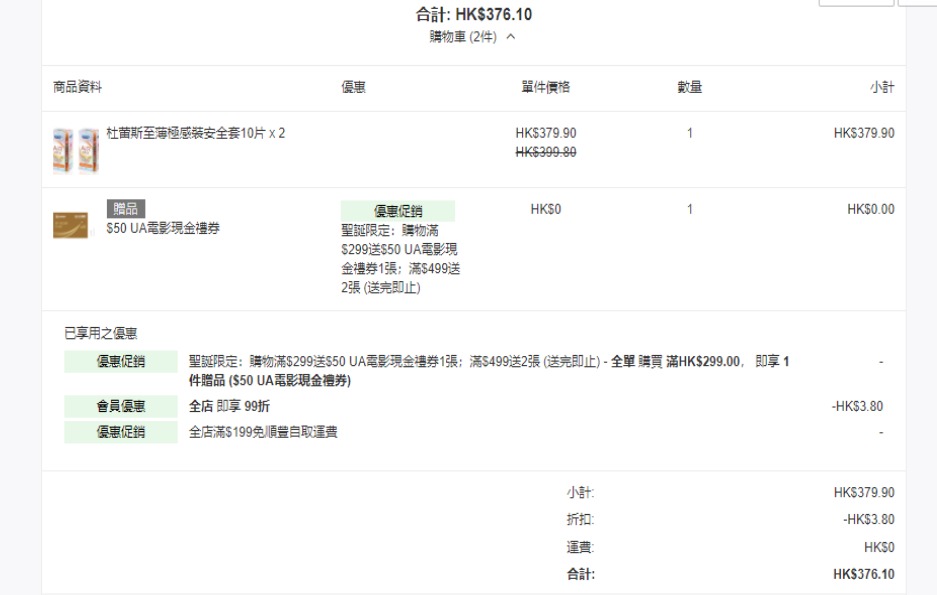 合計: HK$376.10
購物車 (2件)
商品資料 優惠 單件價格 數量 小計
杜蕾斯至薄極感裝安全套10片 x 2 HK$379.90 1 HK$379.90
HK$399.80
贈品 優惠促銷 HK$0 1 HK$0.00
$50 UA電影現金禮券
聖誕限定：購物滿
$299送$50 UA電影現
金禮券1張；滿$499送
2張 (送完即止)
已享用之優惠
優惠促銷 聖誕限定：購物滿$299送$50 UA電影現金禮券1張；滿$499送2張 (送完即止) - 全單 購買 滿HK$299.00， 即享 1 -
件贈品 ($50 UA電影現金禮券)
會員優惠 全店 即享 99折 -HK$3.80
優惠促銷 全店滿$199免順豐自取運費 -
小計: HK$379.90
折扣: -HK$3.80
運費: HK$0
合計: HK$376.10